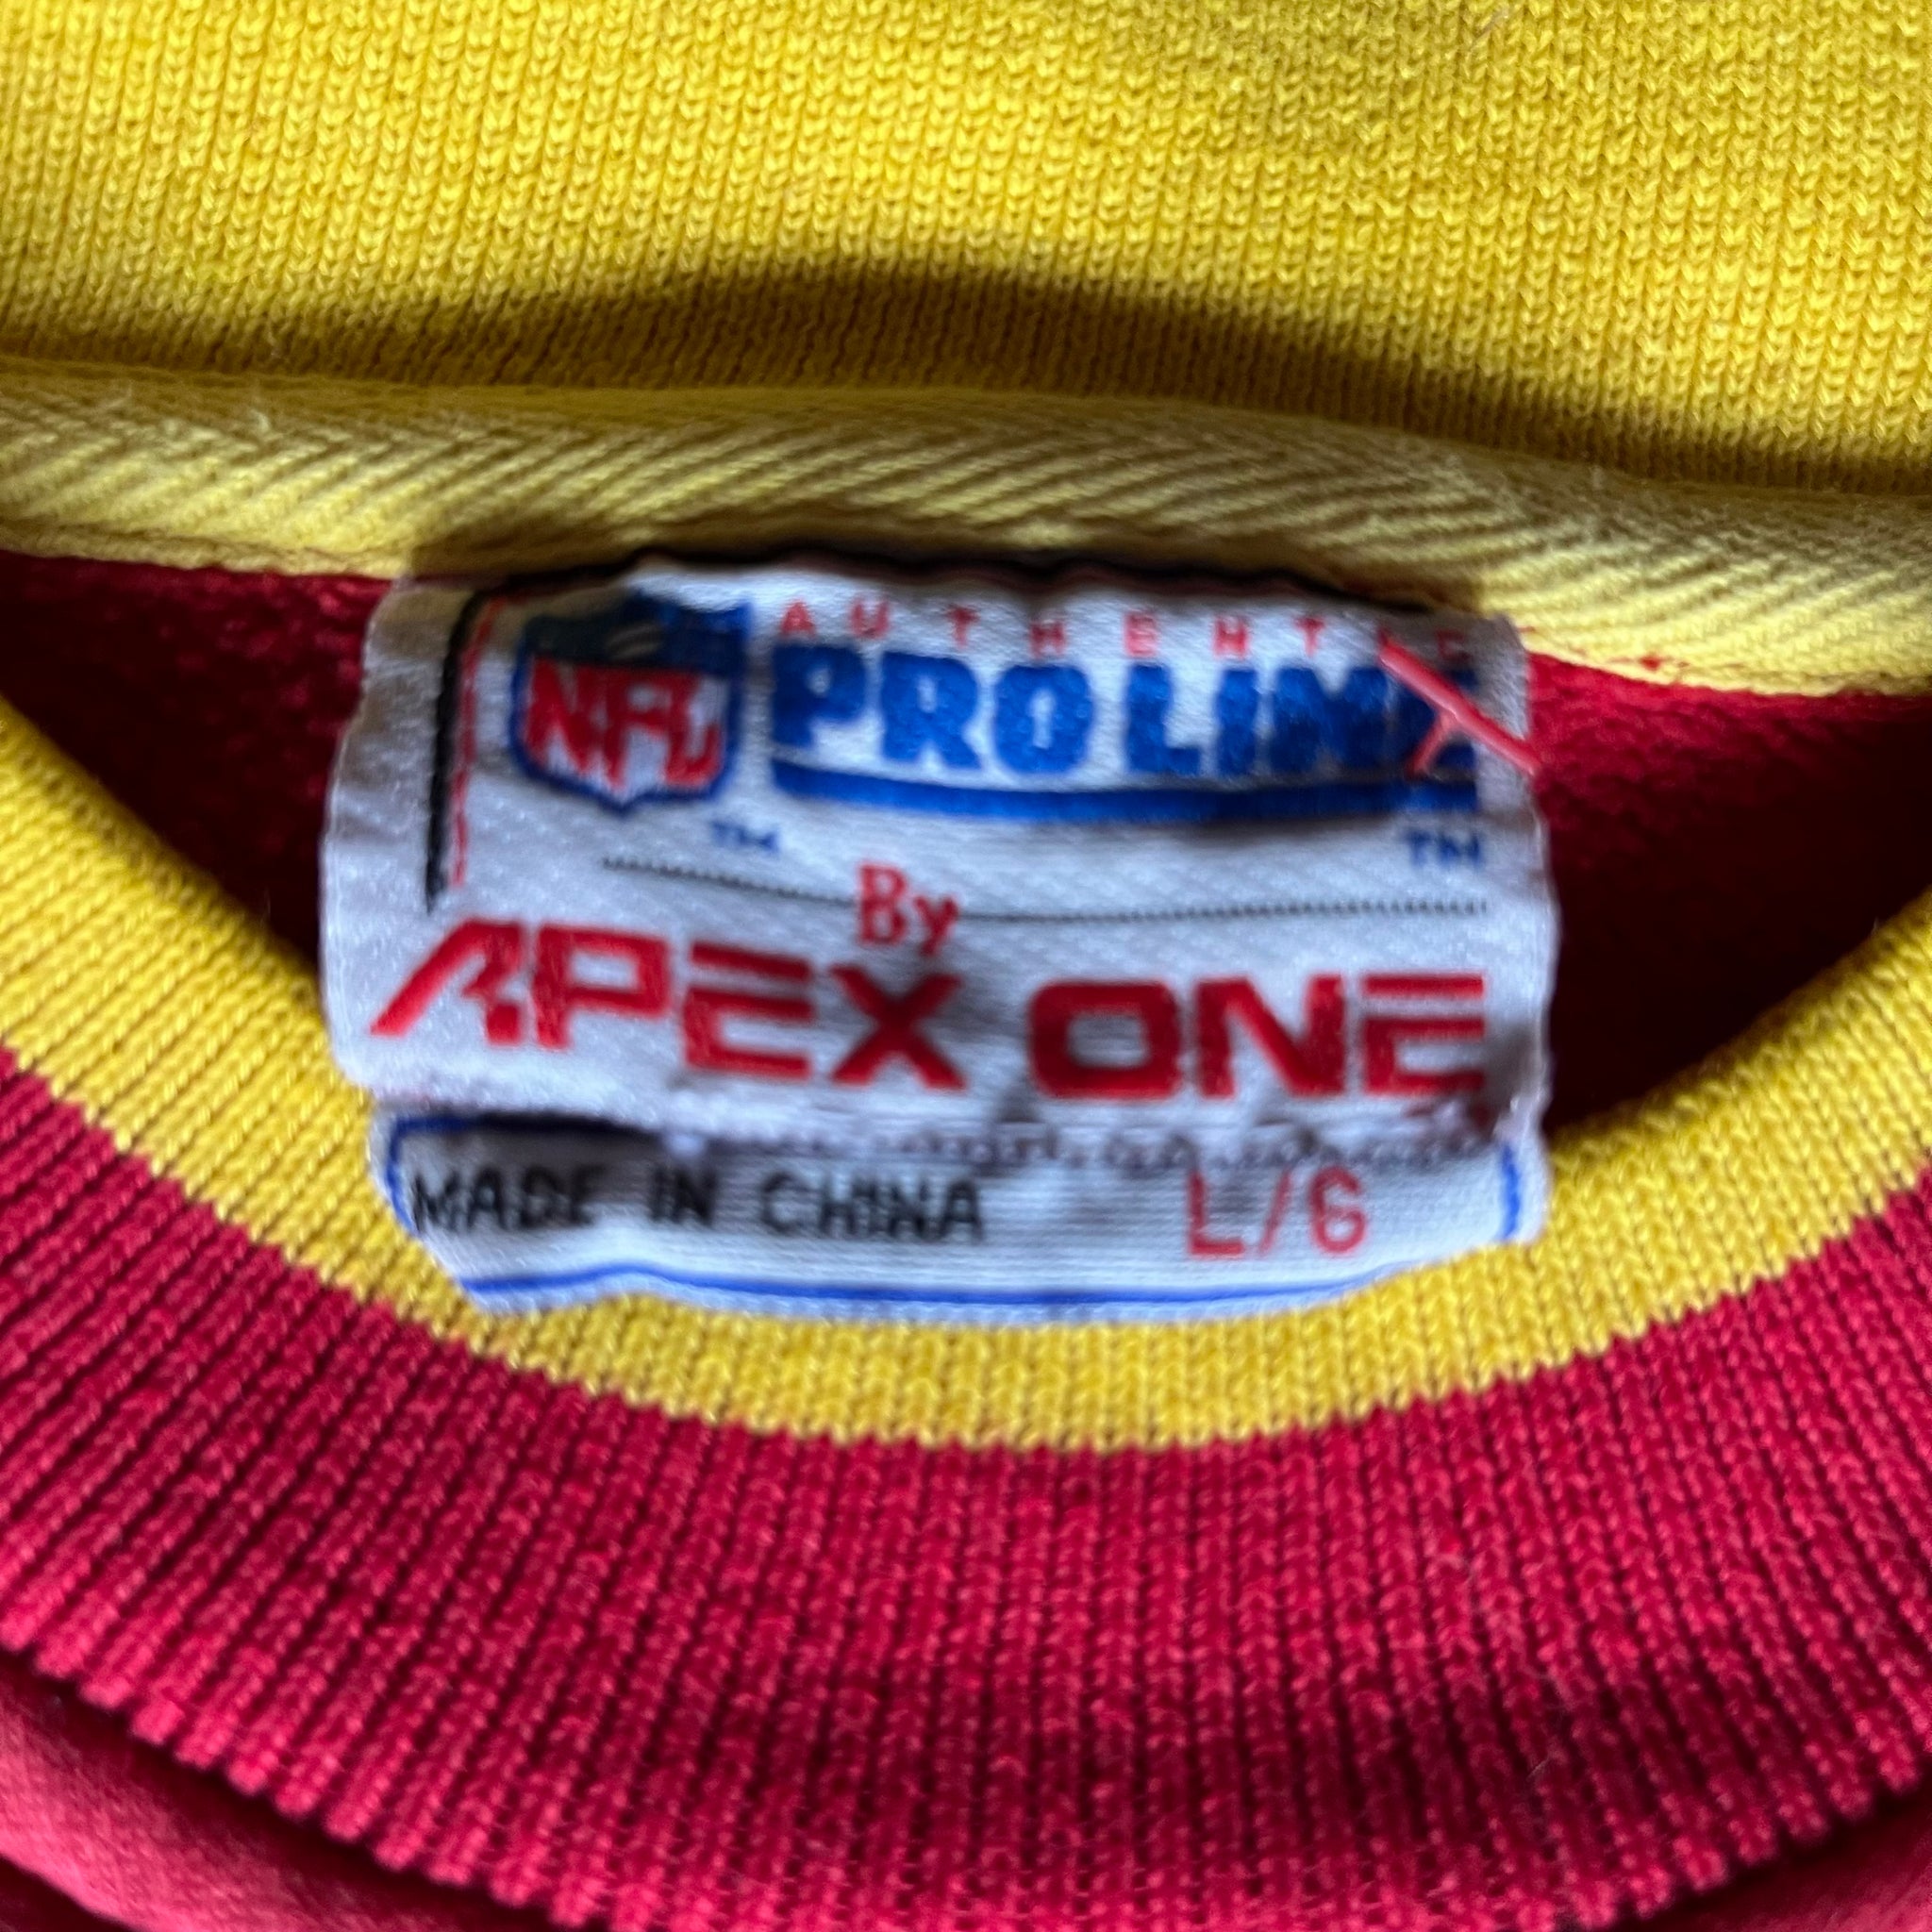 AUTHENTIC
NFL PRO LINE
TM TM
By
APEX ONE
MADE IN CHINA L/G